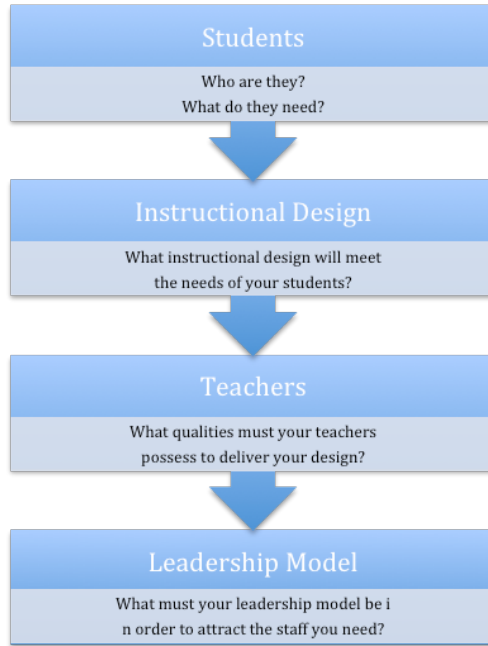 Students
Who are they?
What do they need?
Instructional Design
What instructional design will meet
the needs of your students?
Teachers
What qualities must your teachers
possess to deliver your design?
Leadership Model
What must your leadership model be i
n order to attract the staff you need?